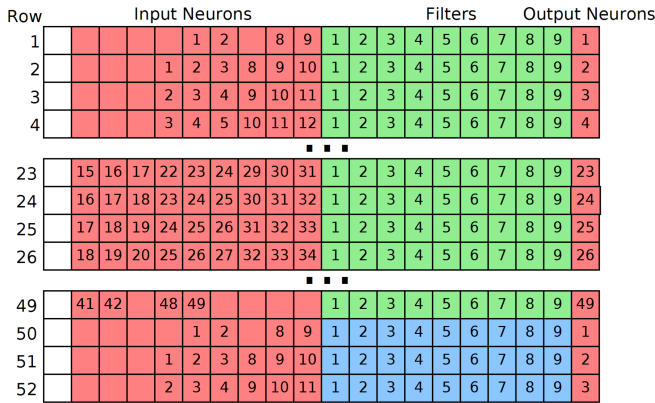 Row Input Neurons Filters Output Neurons
1 1 2 8 9 1 2 3 4 5 6 7 8 9 1
2 1 2 3 8 9 10 1 2 3 4 5 6 7 8 9 2
3 2 3 4 9 10 11 1 2 3 4 5 6 7 8 9 3
4 3 4 5 10 11 12 1 2 3 4 5 6 7 8 9 4
...
23 15 16 17 22 23 24 29 30 31 1 2 3 4 5 6 7 8 9 23
24 16 17 18 23 24 25 30 31 32 1 2 3 4 5 6 7 8 9 24
25 17 18 19 24 25 26 31 32 33 1 2 3 4 5 6 7 8 9 25
26 18 19 20 25 26 27 32 33 34 1 2 3 4 5 6 7 8 9 26
...
49 41 42 48 49 1 2 3 4 5 6 7 8 9 49
50 1 2 8 9 1 2 3 4 5 6 7 8 9 1
51 1 2 3 8 9 10 1 2 3 4 5 6 7 8 9 2
52 2 3 4 9 10 11 1 2 3 4 5 6 7 8 9 3